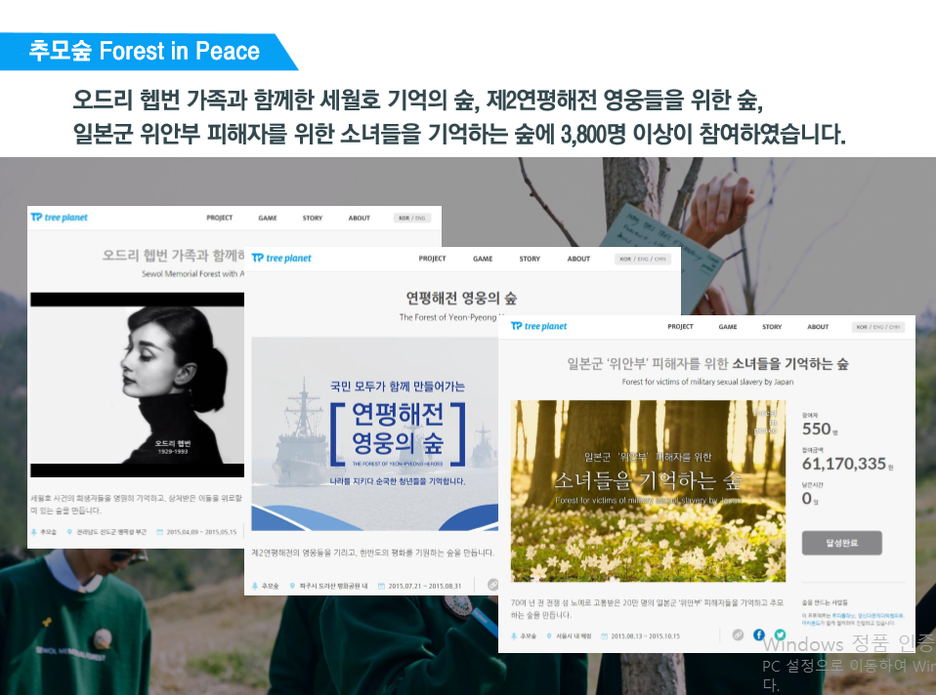 추모숲 Forest in Peace
오드리 헵번 가족과 함께한 세월호 기억의 숲, 제2연평해전 영웅들을 위한 숲,
일본군 위안부 피해자를 위한 소녀들을 기억하는 숲에 3,800명 이상이 참여하였습니다.
TP tree planet
PROJECT GAME STORY ABOUT KOR / ENG
오드리 헵번 가족과 함께하
Sewol Memorial Forest with A
오드리 헵번
1929-1993
세월호 사건의 희생자들을 영원히 기억하고, 상처받은 이들을 위로할
미 있는 숲을 만듭니다.
추모숲 전라남도 진도군 팽목항 부근 2015.04.09 ~ 2015.05.15
TP tree planet
PROJECT GAME STORY ABOUT KOR / ENG / CHN
연평해전 영웅의 숲
The Forest of Yeon-Pyeong
국민 모두가 함께 만들어가는
[연평해전
영웅의 숲]
THE FOREST OF YEON-PYEONG HEROES
나라를 지키다 순국한 청년들을 기억합니다.
제2연평해전의 영웅들을 기리고, 한반도의 평화를 기원하는 숲을 만듭니다.
추모숲 파주시 도라산 평화공원 내 2015.07.21 ~ 2015.08.31
TP tree planet
PROJECT GAME STORY ABOUT KOR / ENG / CHN
일본군 '위안부' 피해자를 위한 소녀들을 기억하는 숲
Forest for victims of military sexual slavery by Japan
일본군 '위안부' 피해자를 위한
소녀들을 기억하는 숲
Forest for victims of military sexual slavery by Japan
참여자
550명
참여금액
61,170,335원
남은시간
0일
달성완료
70여 년 전 전쟁 성 노예로 고통받은 20만 명의 일본군 '위안부' 피해자들을 기억하고 추모
하는 숲을 만듭니다.
추모숲 서울시 내 예정 2015.08.13 ~ 2015.10.15
숲을 만드는 사람들
SEWOL MEMORIAL FOREST
Windows 정품 인증
PC 설정으로 이동하여 Win
다.